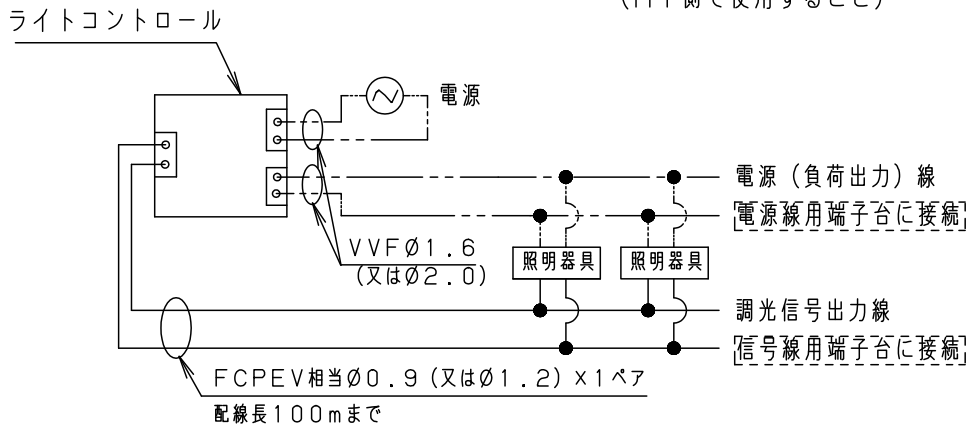 ライトコントロール
電源
電源（負荷出力）線
電源線用端子台に接続
VVFØ1.6
（又はØ2.0）
照明器具
照明器具
調光信号出力線
信号線用端子台に接続
FCPEV相当Ø0.9（又はØ1.2）×1ペア
配線長100mまで